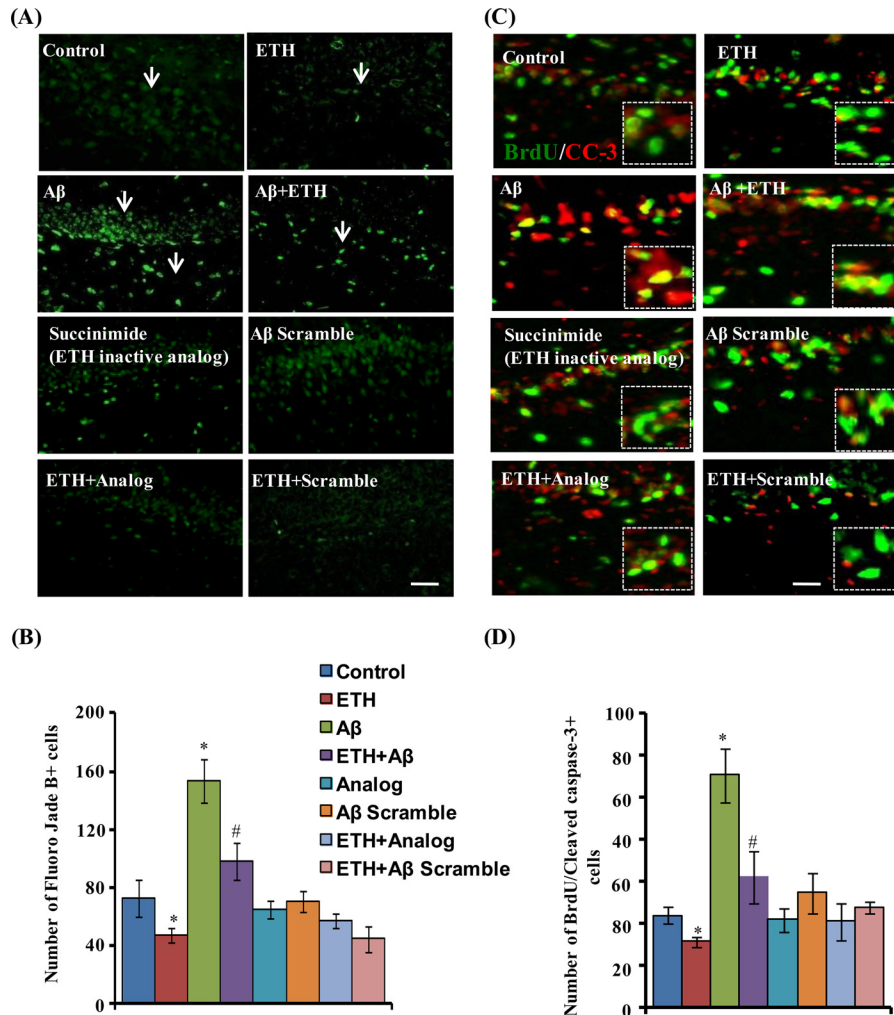 (A)
Control
ETH
Aβ
Aβ+ETH
Succinimide
(ETH inactive analog)
Aβ Scramble
ETH+Analog
ETH+Scramble
(C)
Control
BrdU/CC-3
ETH
Aβ
Aβ +ETH
Succinimide
(ETH inactive analog)
Aβ Scramble
ETH+Analog
ETH+Scramble
(B)
Number of Fluoro Jade B+ cells
200
160
120
80
40
0
*
*
#
Control
ETH
Aβ
ETH+Aβ
Analog
Aβ Scramble
ETH+Analog
ETH+Aβ Scramble
(D)
Number of BrdU/Cleaved caspase-3+
cells
100
80
60
40
60
80
20
0
*
*
#